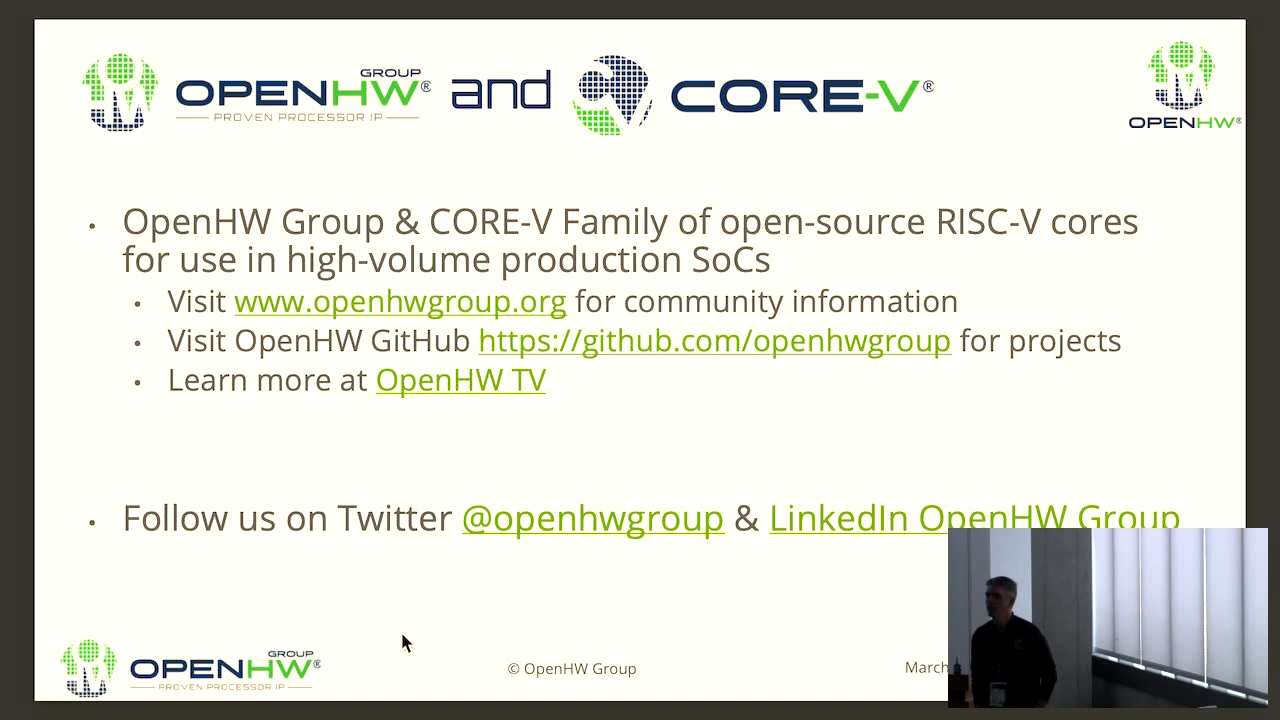 GROUP
OPENHW® and CORE-V®
PROVEN PROCESSOR IP
OPENHW®
• OpenHW Group & CORE-V Family of open-source RISC-V cores
for use in high-volume production SoCs
• Visit www.openhwgroup.org for community information
• Visit OpenHW GitHub https://github.com/openhwgroup for projects
• Learn more at OpenHW TV
• Follow us on Twitter @openhwgroup & LinkedIn OpenHW Group
GROUP
OPENHW®
PROVEN PROCESSOR IP
© OpenHW Group
March